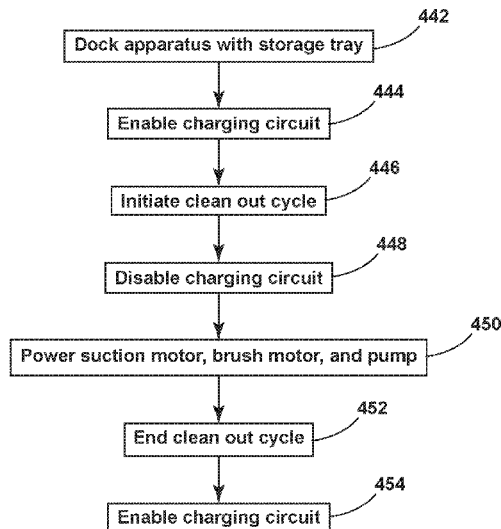 442
Dock apparatus with storage tray
444
Enable charging circuit
446
Initiate clean out cycle
448
Disable charging circuit
450
Power suction motor, brush motor, and pump
452
End clean out cycle
454
Enable charging circuit